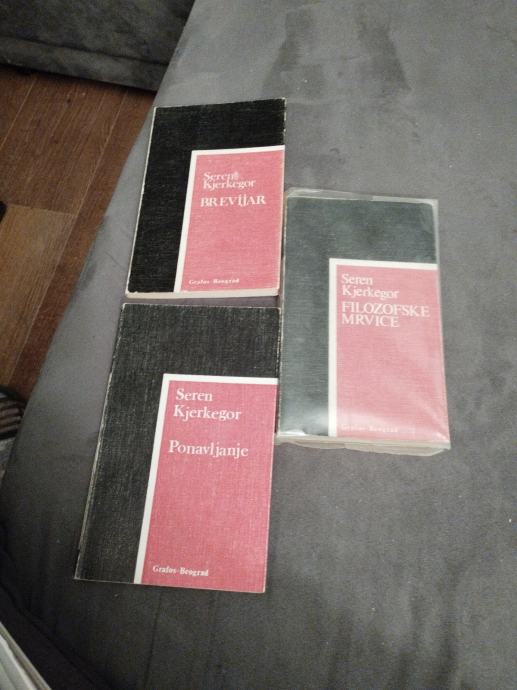 Seren
Kjerkegor
BREVIJAR
Grafos Beograd
Seren
Kjerkegor
FILOZOFSKE
MRVICE
Grafos-Beograd
Seren
Kjerkegor
Ponavljanje
Grafos-Beograd